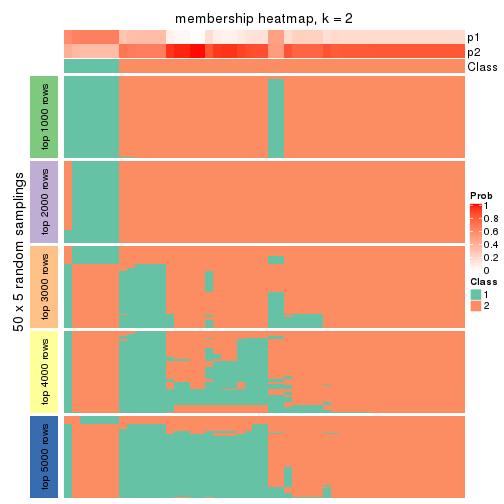 membership heatmap, k = 2
p1
p2
Class
50 x 5 random samplings
top 1000 rows
top 2000 rows
top 3000 rows
top 4000 rows
top 5000 rows
Prob
1
0.8
0.6
0.4
0.2
0
Class
1
2